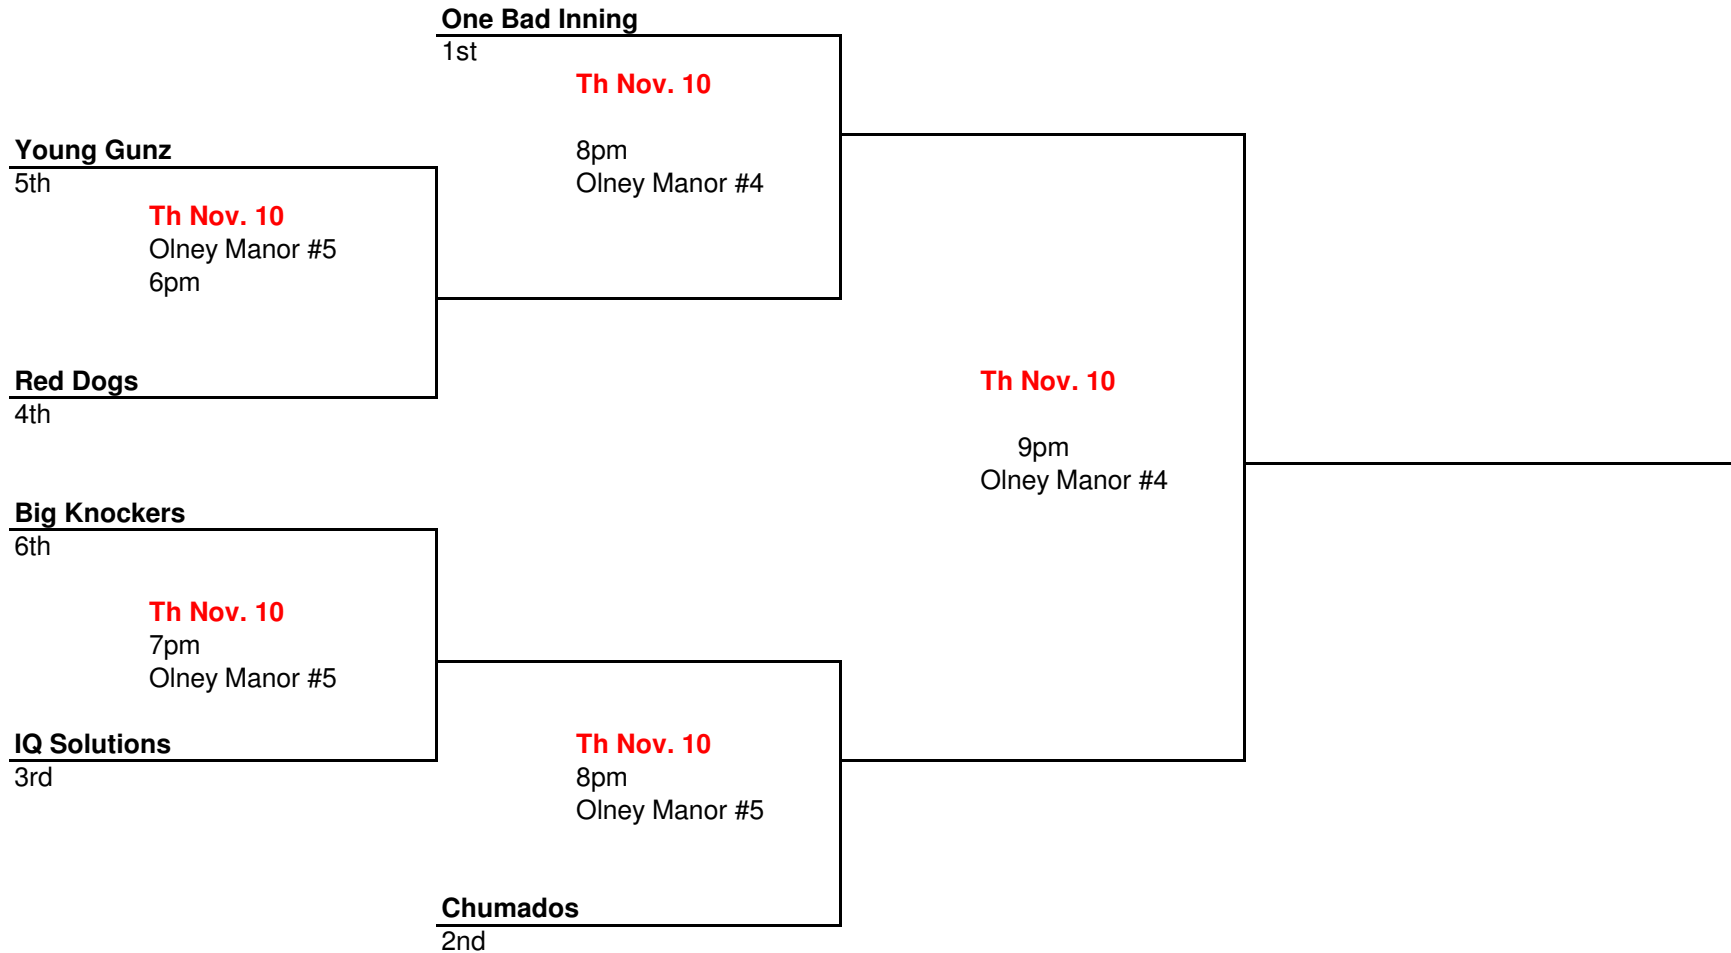 One Bad Inning
1st
Th Nov. 10
8pm
Olney Manor #4
Young Gunz
5th
Th Nov. 10
Olney Manor #5
6pm
Red Dogs
4th
Th Nov. 10
9pm
Olney Manor #4
Big Knockers
6th
Th Nov. 10
7pm
Olney Manor #5
IQ Solutions
3rd
Th Nov. 10
8pm
Olney Manor #5
Chumados
2nd